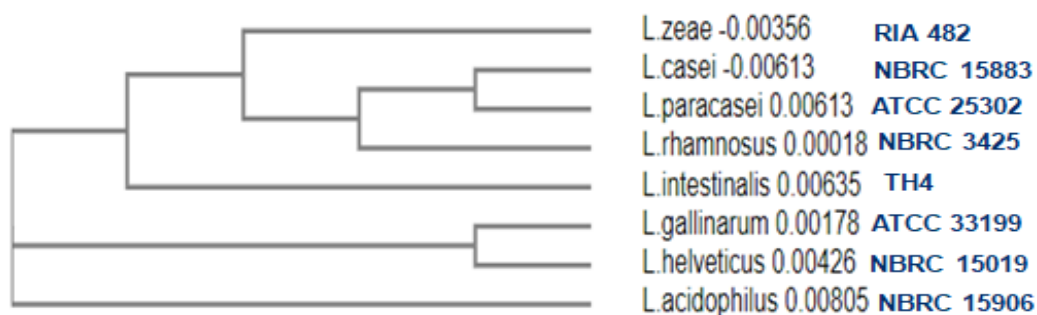 L.zeae -0.00356 RIA 482
L.casei -0.00613 NBRC 15883
L.paracasei 0.00613 ATCC 25302
L.rhamnosus 0.00018 NBRC 3425
L.intestinalis 0.00635 TH4
L.gallinarum 0.00178 ATCC 33199
L.helveticus 0.00426 NBRC 15019
L.acidophilus 0.00805 NBRC 15906